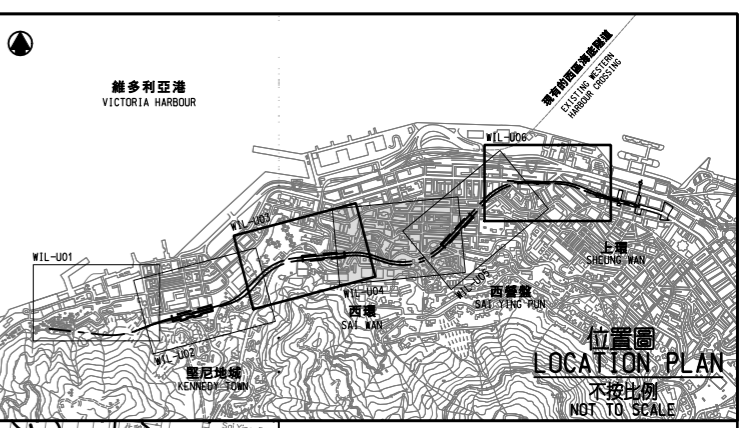 維多利亞港
VICTORIA HARBOUR
現有的西區海底隧道
EXISTING WESTERN
HARBOUR CROSSING
WIL-U06
WIL-U03
WIL-U01
上環
SHEUNG WAN
WIL-U05
WIL-U04
西營盤
SAI YING PUN
西環
SAI WAN
WIL-U02
堅尼地城
KENNEDY TOWN
位置圖
LOCATION PLAN
不按比例
NOT TO SCALE